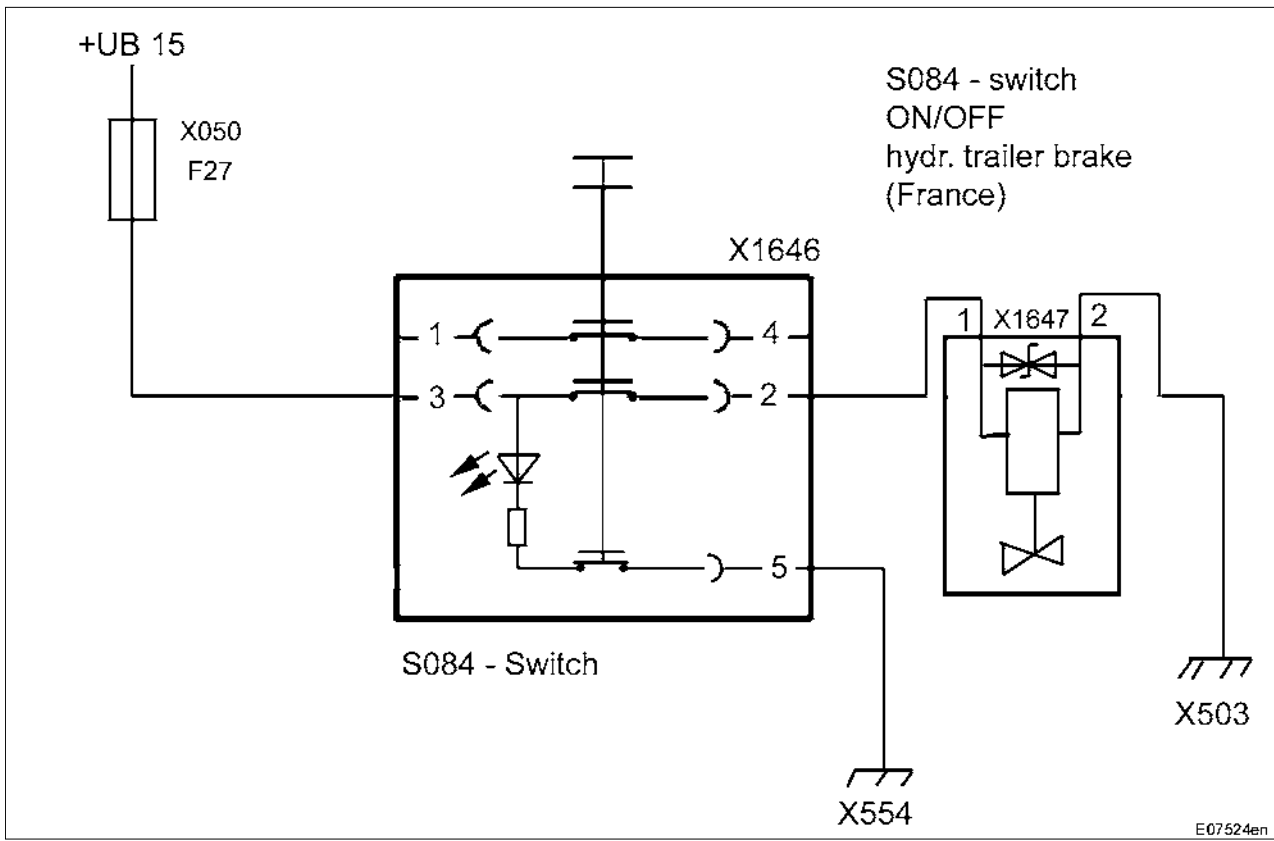 +UB 15
X050
F27
S084 - switch
ON/OFF
hydr. trailer brake
(France)
X1646
1
4
3
2
5
1
X1647
2
S084 - Switch
X503
X554
E07524en